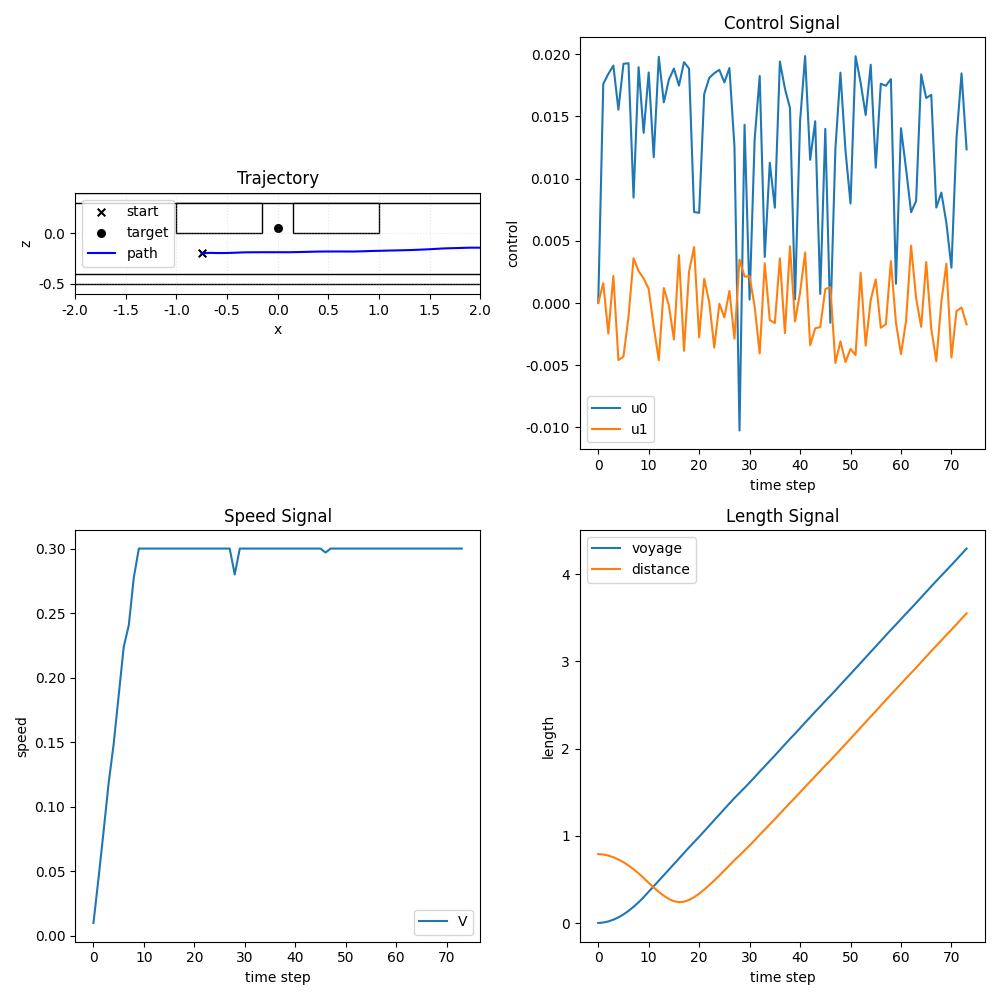 Trajectory
start
target
path
0.0
-0.5
z
-2.0 -1.5 -1.0 -0.5 0.0 0.5 1.0 1.5 2.0
x
Control Signal
0.020
0.015
0.010
0.005
0.000
-0.005
-0.010
control
u0
u1
0 10 20 30 40 50 60 70
time step
Speed Signal
0.30
0.25
0.20
0.15
0.10
0.05
0.00
speed
V
0 10 20 30 40 50 60 70
time step
Length Signal
voyage
distance
4
3
2
1
0
length
0 10 20 30 40 50 60 70
time step